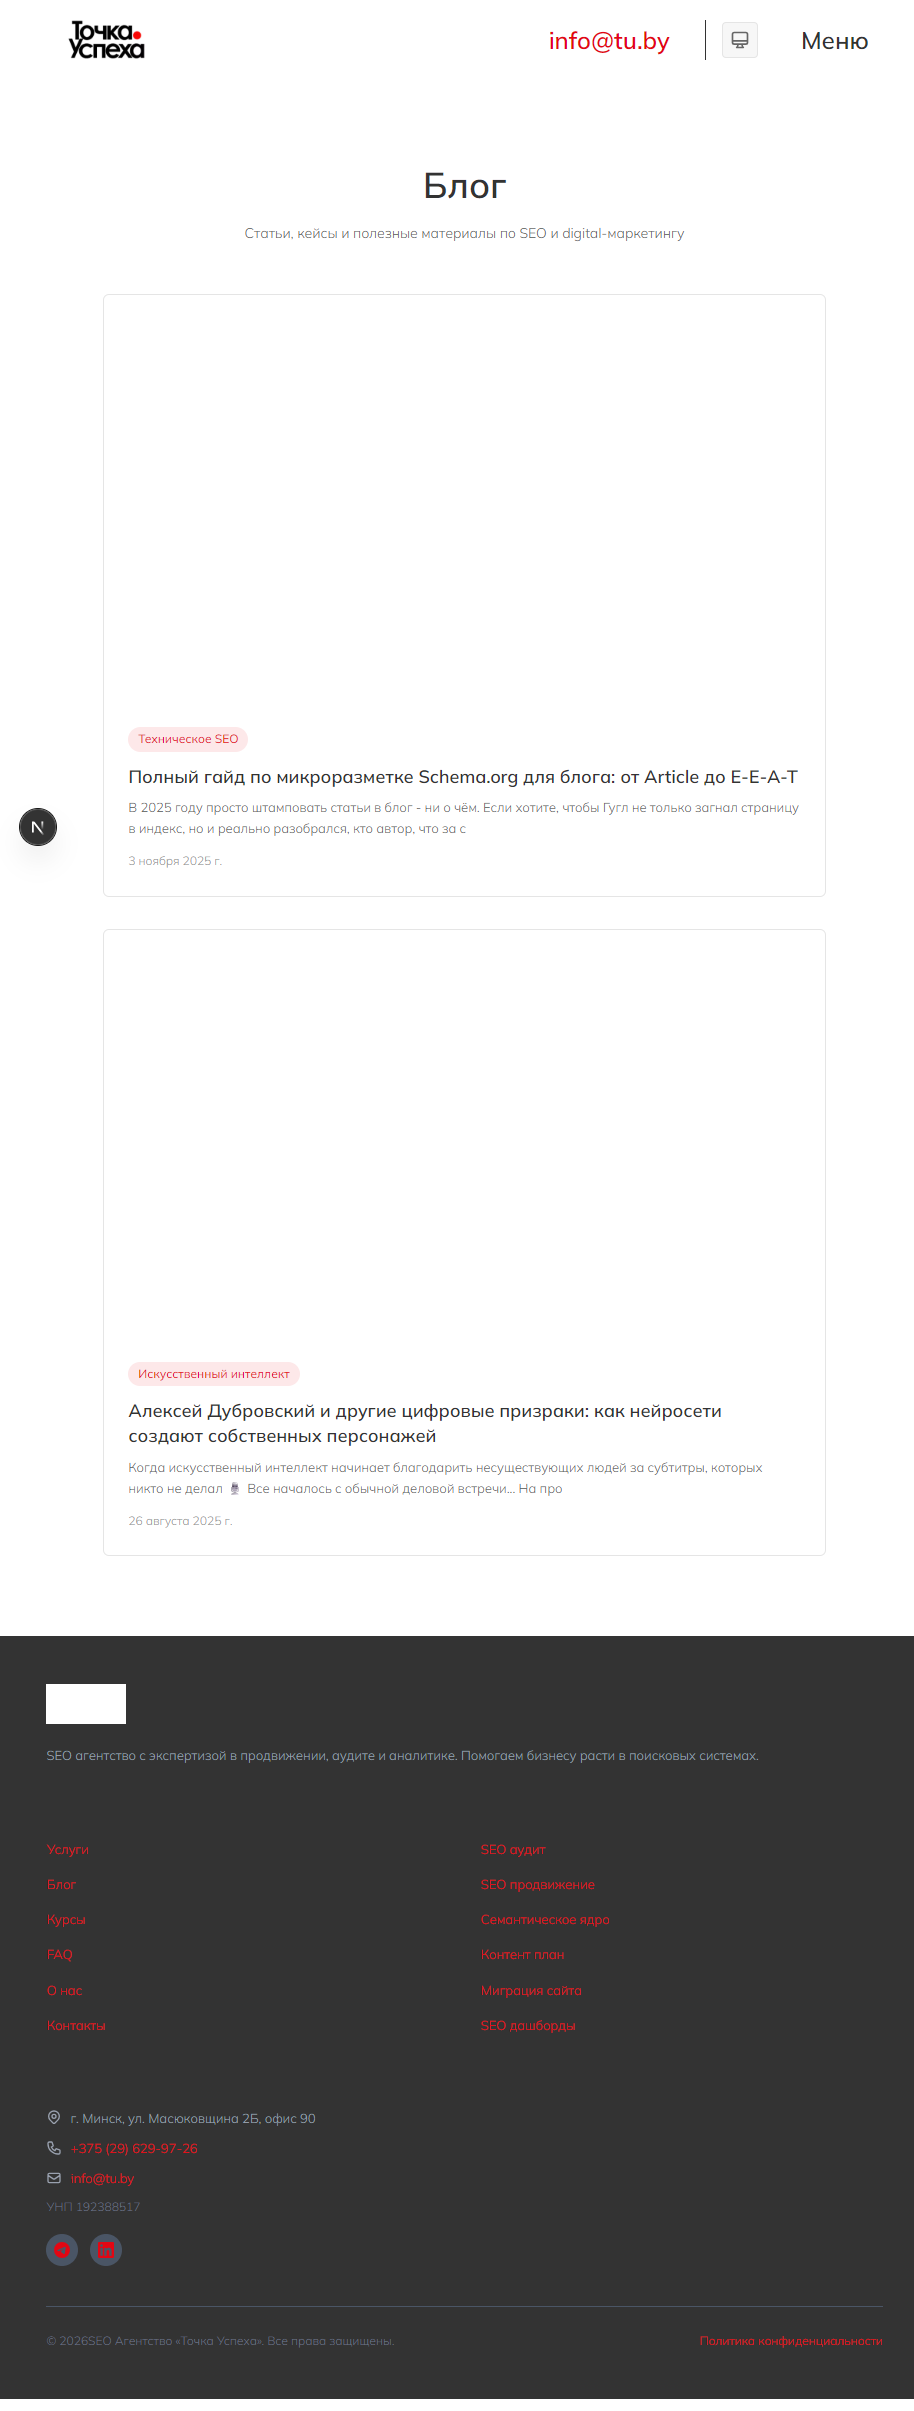 Точка
Успеха
info@tu.by
Меню
Блог
Статьи, кейсы и полезные материалы по SEO и digital-маркетингу
Техническое SEO
Полный гайд по микроразметке Schema.org для блога: от Article до E-E-A-T
В 2025 году просто штамповать статьи в блог - ни о чём. Если хотите, чтобы Гугл не только загнал страницу
в индекс, но и реально разобрался, кто автор, что за с
3 ноября 2025 г.
N
Искусственный интеллект
Алексей Дубровский и другие цифровые призраки: как нейросети
создают собственных персонажей
Когда искусственный интеллект начинает благодарить несуществующих людей за субтитры, которых
никто не делал Все началось с обычной деловой встречи... На про
26 августа 2025 г.
SEO агентство с экспертизой в продвижении, аудите и аналитике. Помогаем бизнесу расти в поисковых системах.
Услуги
Блог
Курсы
FAQ
О нас
Контакты
SEO аудит
SEO продвижение
Семантическое ядро
Контент план
Миграция сайта
SEO дашборды
г. Минск, ул. Масюковщина 2Б, офис 90
+375 (29) 629-97-26
info@tu.by
УНП 192388517
© 2026SEO Агентство «Точка Успеха». Все права защищены.
Политика конфиденциальности